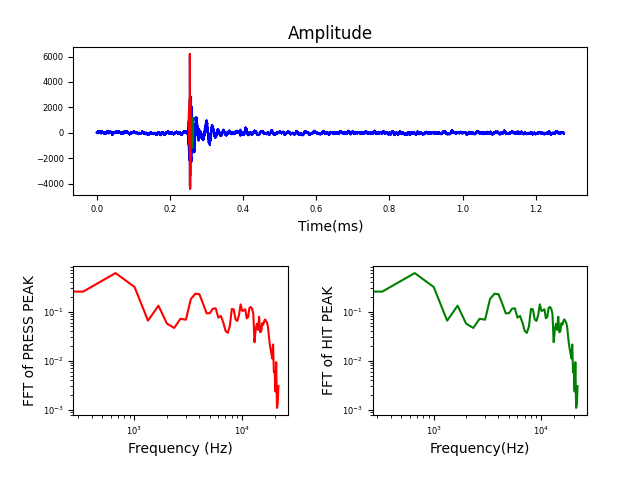 Amplitude
6000
4000
2000
0
−2000
−4000
0.0 0.2 0.4 0.6 0.8 1.0 1.2
Time(ms)
FFT of PRESS PEAK
10⁻¹
10⁻²
10⁻³
10³ 10⁴
Frequency (Hz)
FFT of HIT PEAK
10⁻¹
10⁻²
10⁻³
10³ 10⁴
Frequency(Hz)